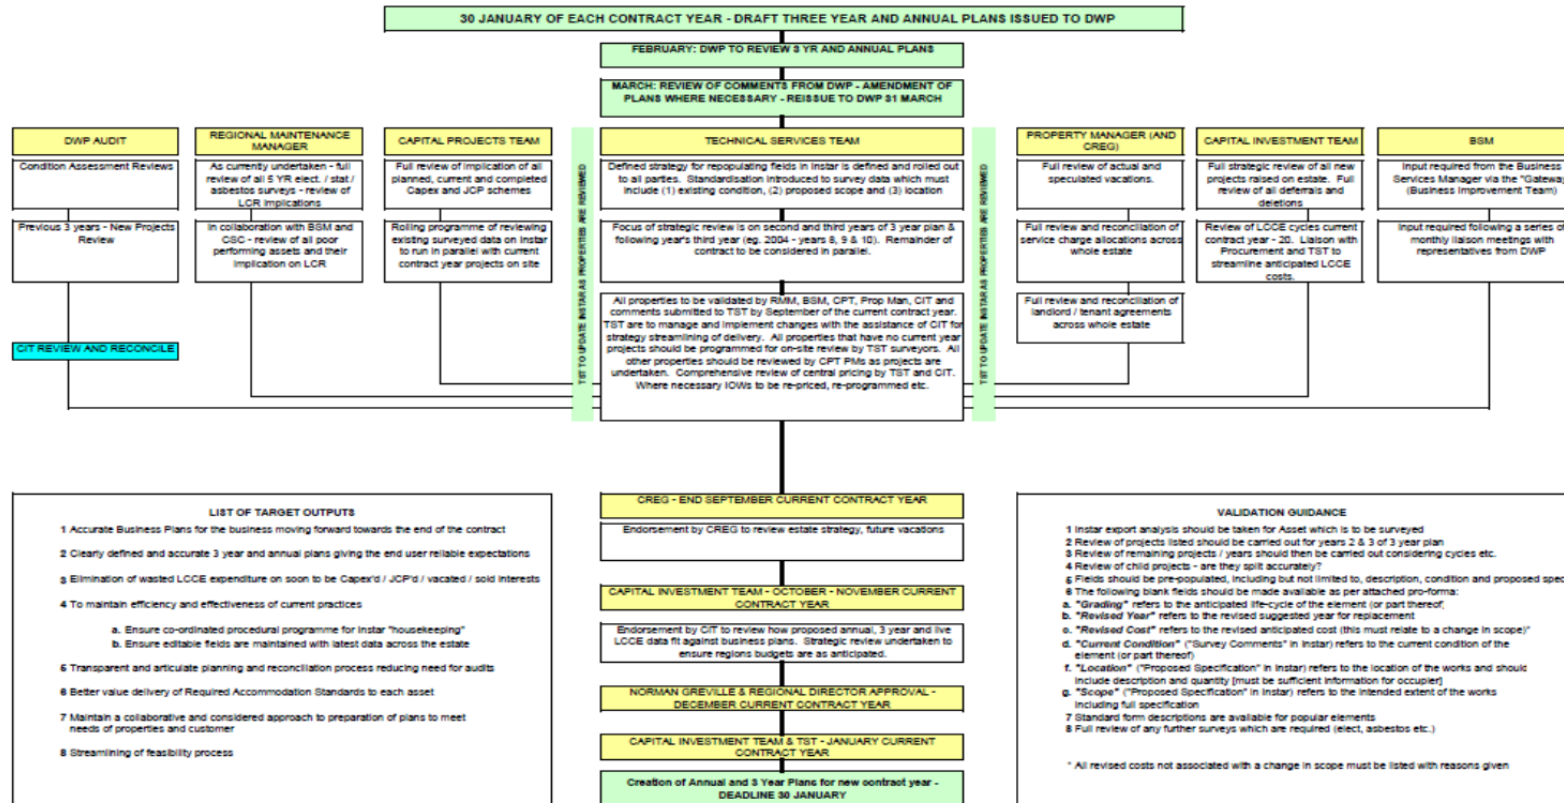 30 JANUARY OF EACH CONTRACT YEAR - DRAFT THREE YEAR AND ANNUAL PLANS ISSUED TO DWP
FEBRUARY: DWP TO REVIEW 3 YR AND ANNUAL PLANS
MARCH: REVIEW OF COMMENTS FROM DWP - AMENDMENT OF
PLANS WHERE NECESSARY - REISSUE TO DWP 31 MARCH
DWP AUDIT
Condition Assessment Reviews
Previous 3 years - New Projects
Review
CIT REVIEW AND RECONCILE
REGIONAL MAINTENANCE
MANAGER
As currently undertaken - full
review of all 5 YR elect. / stat /
asbestos surveys - review of
LCR implications
In collaboration with BSM and
CSC - review of all poor
performing assets and their
implication on LCR
CAPITAL PROJECTS TEAM
Full review of implication of all
planned, current and completed
Capex and JCP schemes
Rolling programme of reviewing
existing surveyed data on Instar
to run in parallel with current
contract year projects on site
TST TO UPDATE INSTAR AS PROPERTIES ARE REVIEWED
TECHNICAL SERVICES TEAM
Defined strategy for repopulating fields in Instar is defined and rolled out
to all parties. Standardisation introduced to survey data which must
include (1) existing condition, (2) proposed scope and (3) location
Focus of strategic review is on second and third years of 3 year plan &
following year's third year (eg. 2004 - years 8, 9 & 10). Remainder of
contract to be considered in parallel.
All properties to be validated by RMM, BSM, CPT, Prop Man, CIT and
comments submitted to TST by September of the current contract year.
TST are to manage and implement changes with the assistance of CIT for
strategy streamlining of delivery. All properties that have no current year
projects should be programmed for on-site review by TST surveyors. All
other properties should be reviewed by CPT PMs as projects are
undertaken. Comprehensive review of central pricing by TST and CIT.
Where necessary IOWs to be re-priced, re-programmed etc.
TST TO UPDATE INSTAR AS PROPERTIES ARE REVIEWED
PROPERTY MANAGER (AND
CREG)
Full review of actual and
speculated vacations.
Full review and reconciliation of
service charge allocations across
whole estate
Full review and reconciliation of
landlord / tenant agreements
across whole estate
CAPITAL INVESTMENT TEAM
Full strategic review of all new
projects raised on estate. Full
review of all deferrals and
deletions
Review of LCCE cycles current
contract year - 20. Liaison with
Procurement and TST to
streamline anticipated LCCE
costs.
BSM
Input required from the Business
Services Manager via the "Gateway
(Business Improvement Team)
Input required following a series of
monthly liaison meetings with
representatives from DWP
LIST OF TARGET OUTPUTS
1 Accurate Business Plans for the business moving forward towards the end of the contract
2 Clearly defined and accurate 3 year and annual plans giving the end user reliable expectations
3 Elimination of wasted LCCE expenditure on soon to be Capex'd / JCP'd / vacated / sold interests
4 To maintain efficiency and effectiveness of current practices
a. Ensure co-ordinated procedural programme for Instar "housekeeping"
b. Ensure editable fields are maintained with latest data across the estate
5 Transparent and articulate planning and reconciliation process reducing need for audits
6 Better value delivery of Required Accommodation Standards to each asset
7 Maintain a collaborative and considered approach to preparation of plans to meet
needs of properties and customer
8 Streamlining of feasibility process
CREG - END SEPTEMBER CURRENT CONTRACT YEAR
Endorsement by CREG to review estate strategy, future vacations
CAPITAL INVESTMENT TEAM - OCTOBER - NOVEMBER CURRENT
CONTRACT YEAR
Endorsement by CIT to review how proposed annual, 3 year and live
LCCE data fit against business plans. Strategic review undertaken to
ensure regions budgets are as anticipated.
NORMAN GREVILLE & REGIONAL DIRECTOR APPROVAL -
DECEMBER CURRENT CONTRACT YEAR
CAPITAL INVESTMENT TEAM & TST - JANUARY CURRENT
CONTRACT YEAR
Creation of Annual and 3 Year Plans for new contract year -
DEADLINE 30 JANUARY
VALIDATION GUIDANCE
1 Instar export analysis should be taken for Asset which is to be surveyed
2 Review of projects listed should be carried out for years 2 & 3 of 3 year plan
3 Review of remaining projects / years should then be carried out considering cycles etc.
4 Review of child projects - are they split accurately?
5 Fields should be pre-populated, including but not limited to, description, condition and proposed spec
6 The following blank fields should be made available as per attached pro-forma:
a. "Grading" refers to the anticipated life-cycle of the element (or part thereof;
b. "Revised Year" refers to the revised suggested year for replacement
c. "Revised Cost" refers to the revised anticipated cost (this must relate to a change in scope)*
d. "Current Condition" ("Survey Comments" in Instar) refers to the current condition of the
element (or part thereof)
f. "Location" ("Proposed Specification" in Instar) refers to the location of the works and should
include description and quantity [must be sufficient information for occupier]
g. "Scope" ("Proposed Specification" in Instar) refers to the intended extent of the works
including full specification
7 Standard form descriptions are available for popular elements
8 Full review of any further surveys which are required (elect, asbestos etc.)
* All revised costs not associated with a change in scope must be listed with reasons given